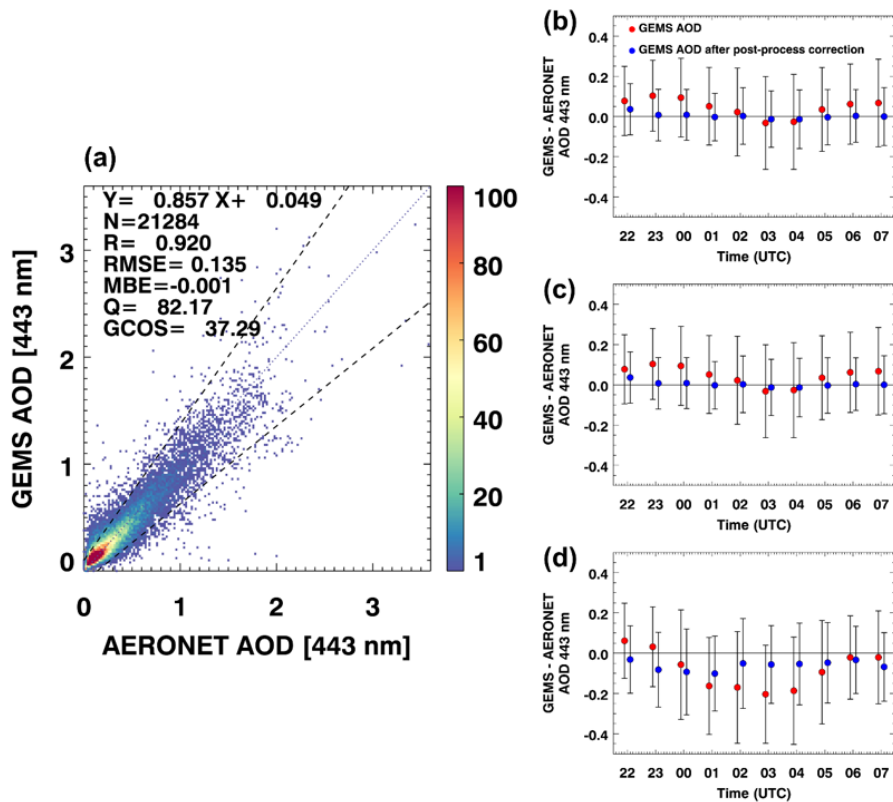 (a)
Y= 0.857 X+ 0.049
N=21284
R= 0.920
RMSE= 0.135
MBE=-0.001
Q= 82.17
GCOS= 37.29
GEMS AOD [443 nm]
3
2
1
0
0 1 2 3
AERONET AOD [443 nm]
100
80
60
40
20
1
(b)
GEMS AOD
GEMS AOD after post-process correction
GEMS - AERONET
AOD 443 nm
0.4
0.2
0.0
-0.2
-0.4
22 23 00 01 02 03 04 05 06 07
Time (UTC)
(c)
GEMS - AERONET
AOD 443 nm
0.4
0.2
0.0
-0.2
-0.4
22 23 00 01 02 03 04 05 06 07
Time (UTC)
(d)
GEMS - AERONET
AOD 443 nm
0.4
0.2
0.0
-0.2
-0.4
22 23 00 01 02 03 04 05 06 07
Time (UTC)